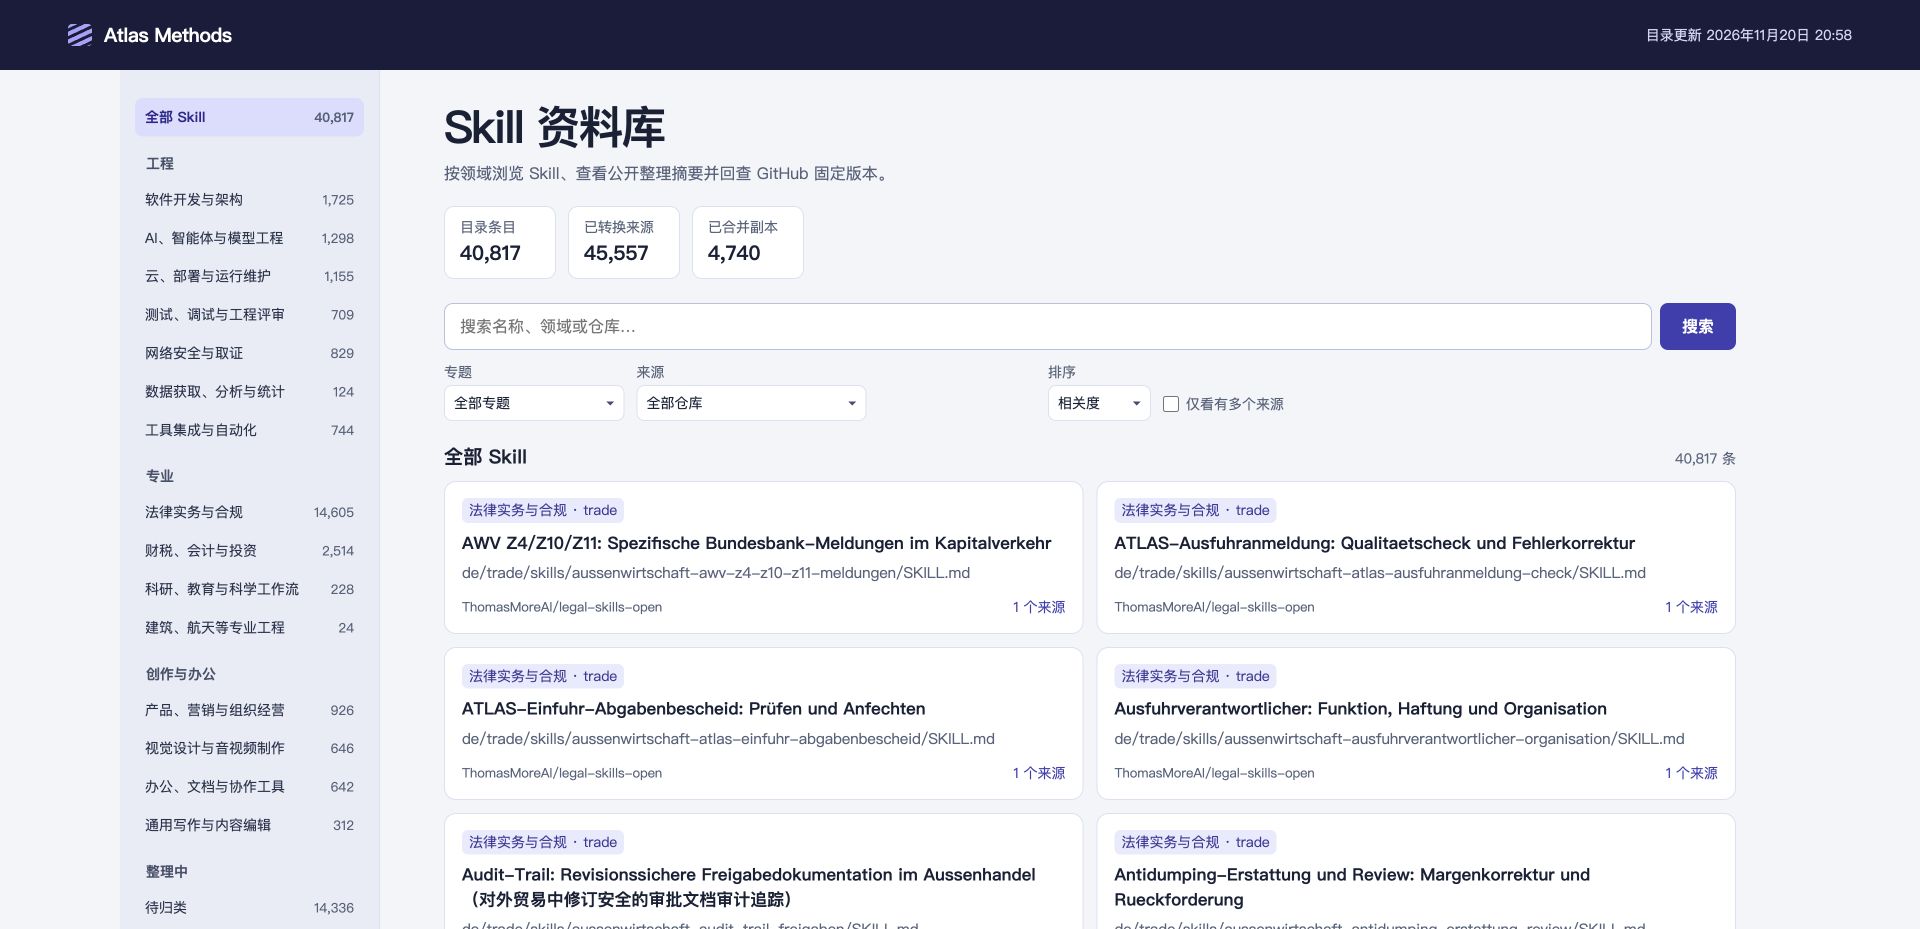 Atlas Methods
目录更新 2026年11月20日 20:58
全部 Skill 40,817
工程
软件开发与架构 1,725
AI、智能体与模型工程 1,298
云、部署与运行维护 1,155
测试、调试与工程评审 709
网络安全与取证 829
数据获取、分析与统计 124
工具集成与自动化 744
专业
法律实务与合规 14,605
财税、会计与投资 2,514
科研、教育与科学工作流 228
建筑、航天等专业工程 24
创作与办公
产品、营销与组织经营 926
视觉设计与音视频制作 646
办公、文档与协作工具 642
通用写作与内容编辑 312
整理中
待归类 14,336
Skill 资料库
按领域浏览 Skill、查看公开整理摘要并回查 GitHub 固定版本。
目录条目
40,817
已转换来源
45,557
已合并副本
4,740
搜索名称、领域或仓库...
搜索
专题
全部专题
来源
全部仓库
排序
相关度
仅看有多个来源
全部 Skill
40,817 条
法律实务与合规 · trade
AWV Z4/Z10/Z11: Spezifische Bundesbank-Meldungen im Kapitalverkehr
de/trade/skills/aussenwirtschaft-awv-z4-z10-z11-meldungen/SKILL.md
ThomasMoreAI/legal-skills-open
1 个来源
法律实务与合规 · trade
ATLAS-Ausfuhranmeldung: Qualitaetscheck und Fehlerkorrektur
de/trade/skills/aussenwirtschaft-atlas-ausfuhranmeldung-check/SKILL.md
ThomasMoreAI/legal-skills-open
1 个来源
法律实务与合规 · trade
ATLAS-Einfuhr-Abgabenbescheid: Prüfen und Anfechten
de/trade/skills/aussenwirtschaft-atlas-einfuhr-abgabenbescheid/SKILL.md
ThomasMoreAI/legal-skills-open
1 个来源
法律实务与合规 · trade
Ausfuhrverantwortlicher: Funktion, Haftung und Organisation
de/trade/skills/aussenwirtschaft-ausfuhrverantwortlicher-organisation/SKILL.md
ThomasMoreAI/legal-skills-open
1 个来源
法律实务与合规 · trade
Audit-Trail: Revisionssichere Freigabedokumentation im Aussenhandel
（对外贸易中修订安全的审批文档审计追踪）
de/trade/skills/aussenwirtschaft-audit-trail-freigaben/SKILL.md
法律实务与合规 · trade
Antidumping-Erstattung und Review: Margenkorrektur und
Rueckforderung
de/trade/skills/aussenwirtschaft-antidumping-erstattung-review/SKILL.md